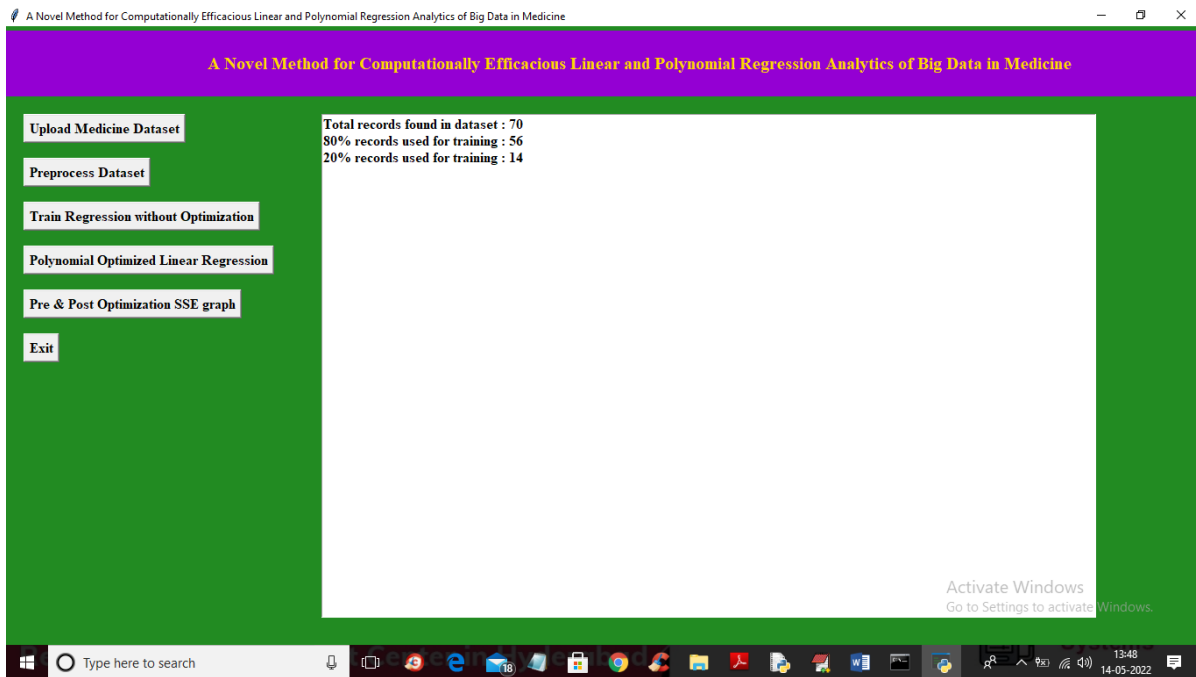 A Novel Method for Computationally Efficacious Linear and Polynomial Regression Analytics of Big Data in Medicine
A Novel Method for Computationally Efficacious Linear and Polynomial Regression Analytics of Big Data in Medicine
Upload Medicine Dataset
Preprocess Dataset
Train Regression without Optimization
Polynomial Optimized Linear Regression
Pre & Post Optimization SSE graph
Exit
Total records found in dataset : 70
80% records used for training : 56
20% records used for training : 14
Activate Windows
Go to Settings to activate Windows.
Type here to search
18
13:48
14-05-2022